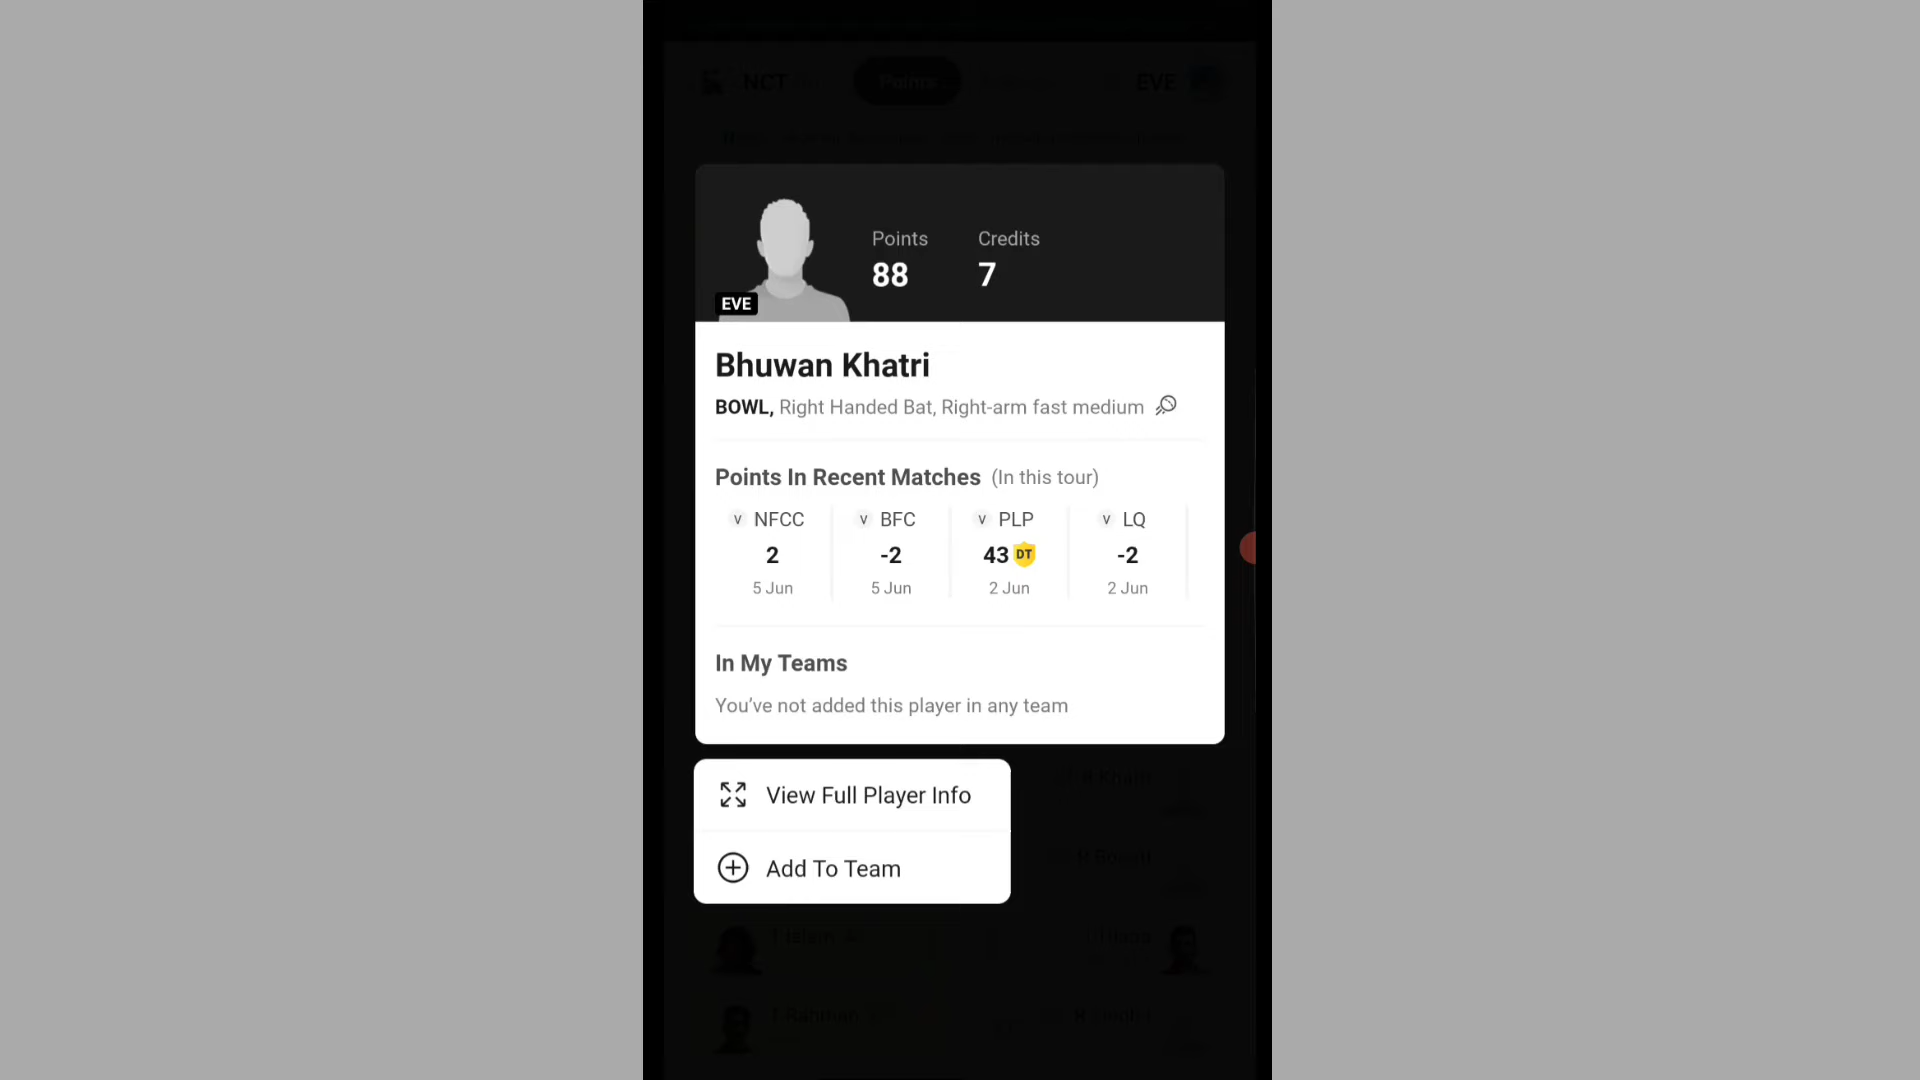 NCT Points EVE
Points Credits
88 7
EVE
Bhuwan Khatri
BOWL, Right Handed Bat, Right-arm fast medium
Points In Recent Matches (In this tour)
V NFCC V BFC V PLP V LQ
2 -2 43 DT -2
5 Jun 5 Jun 2 Jun 2 Jun
In My Teams
You've not added this player in any team
View Full Player Info
Add To Team